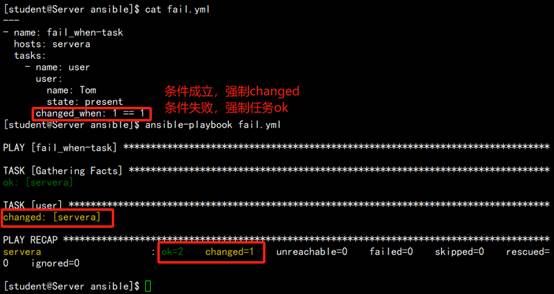 [student@Server ansible]$ cat fail.yml
---
- name: fail_when-task
  hosts: servera
  tasks:
    - name: user
      user:
        name: Tom
        state: present
      changed_when: 1 == 1
条件成立，强制changed
条件失败，强制任务ok
[student@Server ansible]$ ansible-playbook fail.yml
PLAY [fail_when-task] ****************************************************************
TASK [Gathering Facts] ***************************************************************
ok: [servera]
TASK [user] **************************************************************************
changed: [servera]
PLAY RECAP ***************************************************************************
servera : ok=2 changed=1 unreachable=0 failed=0 skipped=0 rescued=
0 ignored=0
[student@Server ansible]$